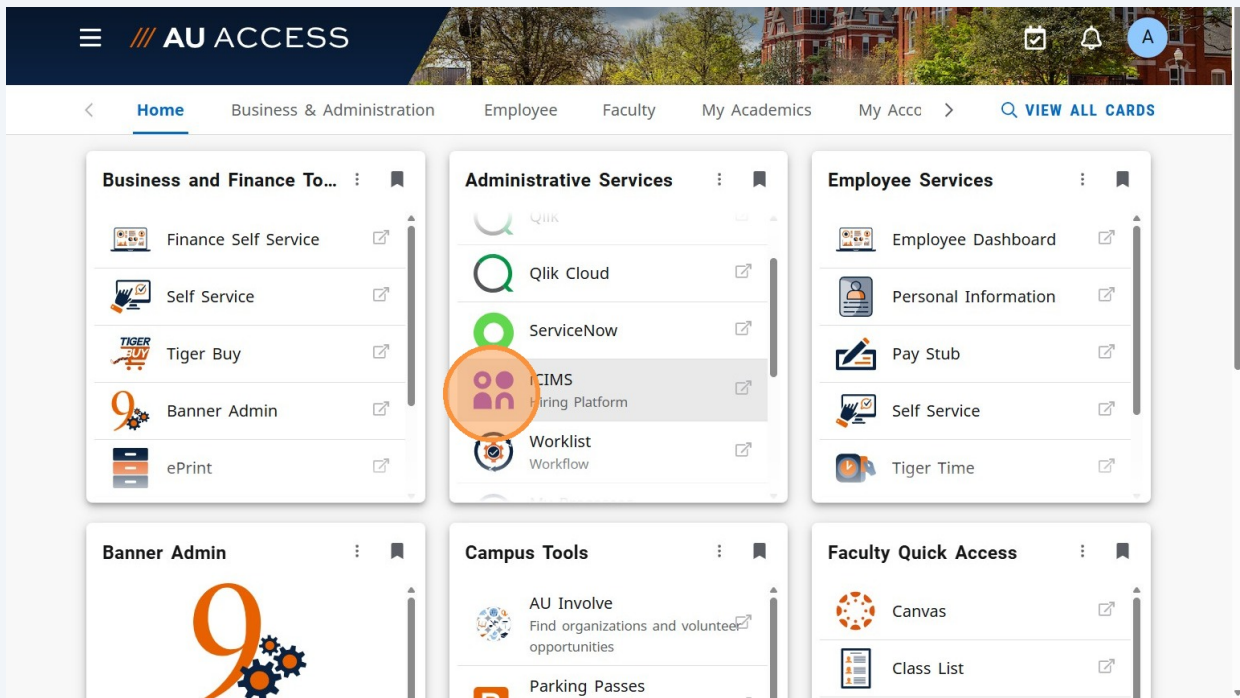 /// AU ACCESS
A
Home
Business & Administration
Employee
Faculty
My Academics
My Acco
VIEW ALL CARDS
Business and Finance To...
Finance Self Service
Self Service
TIGER
BUY
Tiger Buy
9
Banner Admin
ePrint
Administrative Services
Qlik
Qlik Cloud
ServiceNow
iCIMS
Hiring Platform
Worklist
Workflow
Employee Services
Employee Dashboard
Personal Information
Pay Stub
Self Service
Tiger Time
Banner Admin
9
Campus Tools
AU Involve
Find organizations and volunteer
opportunities
Parking Passes
Faculty Quick Access
Canvas
Class List